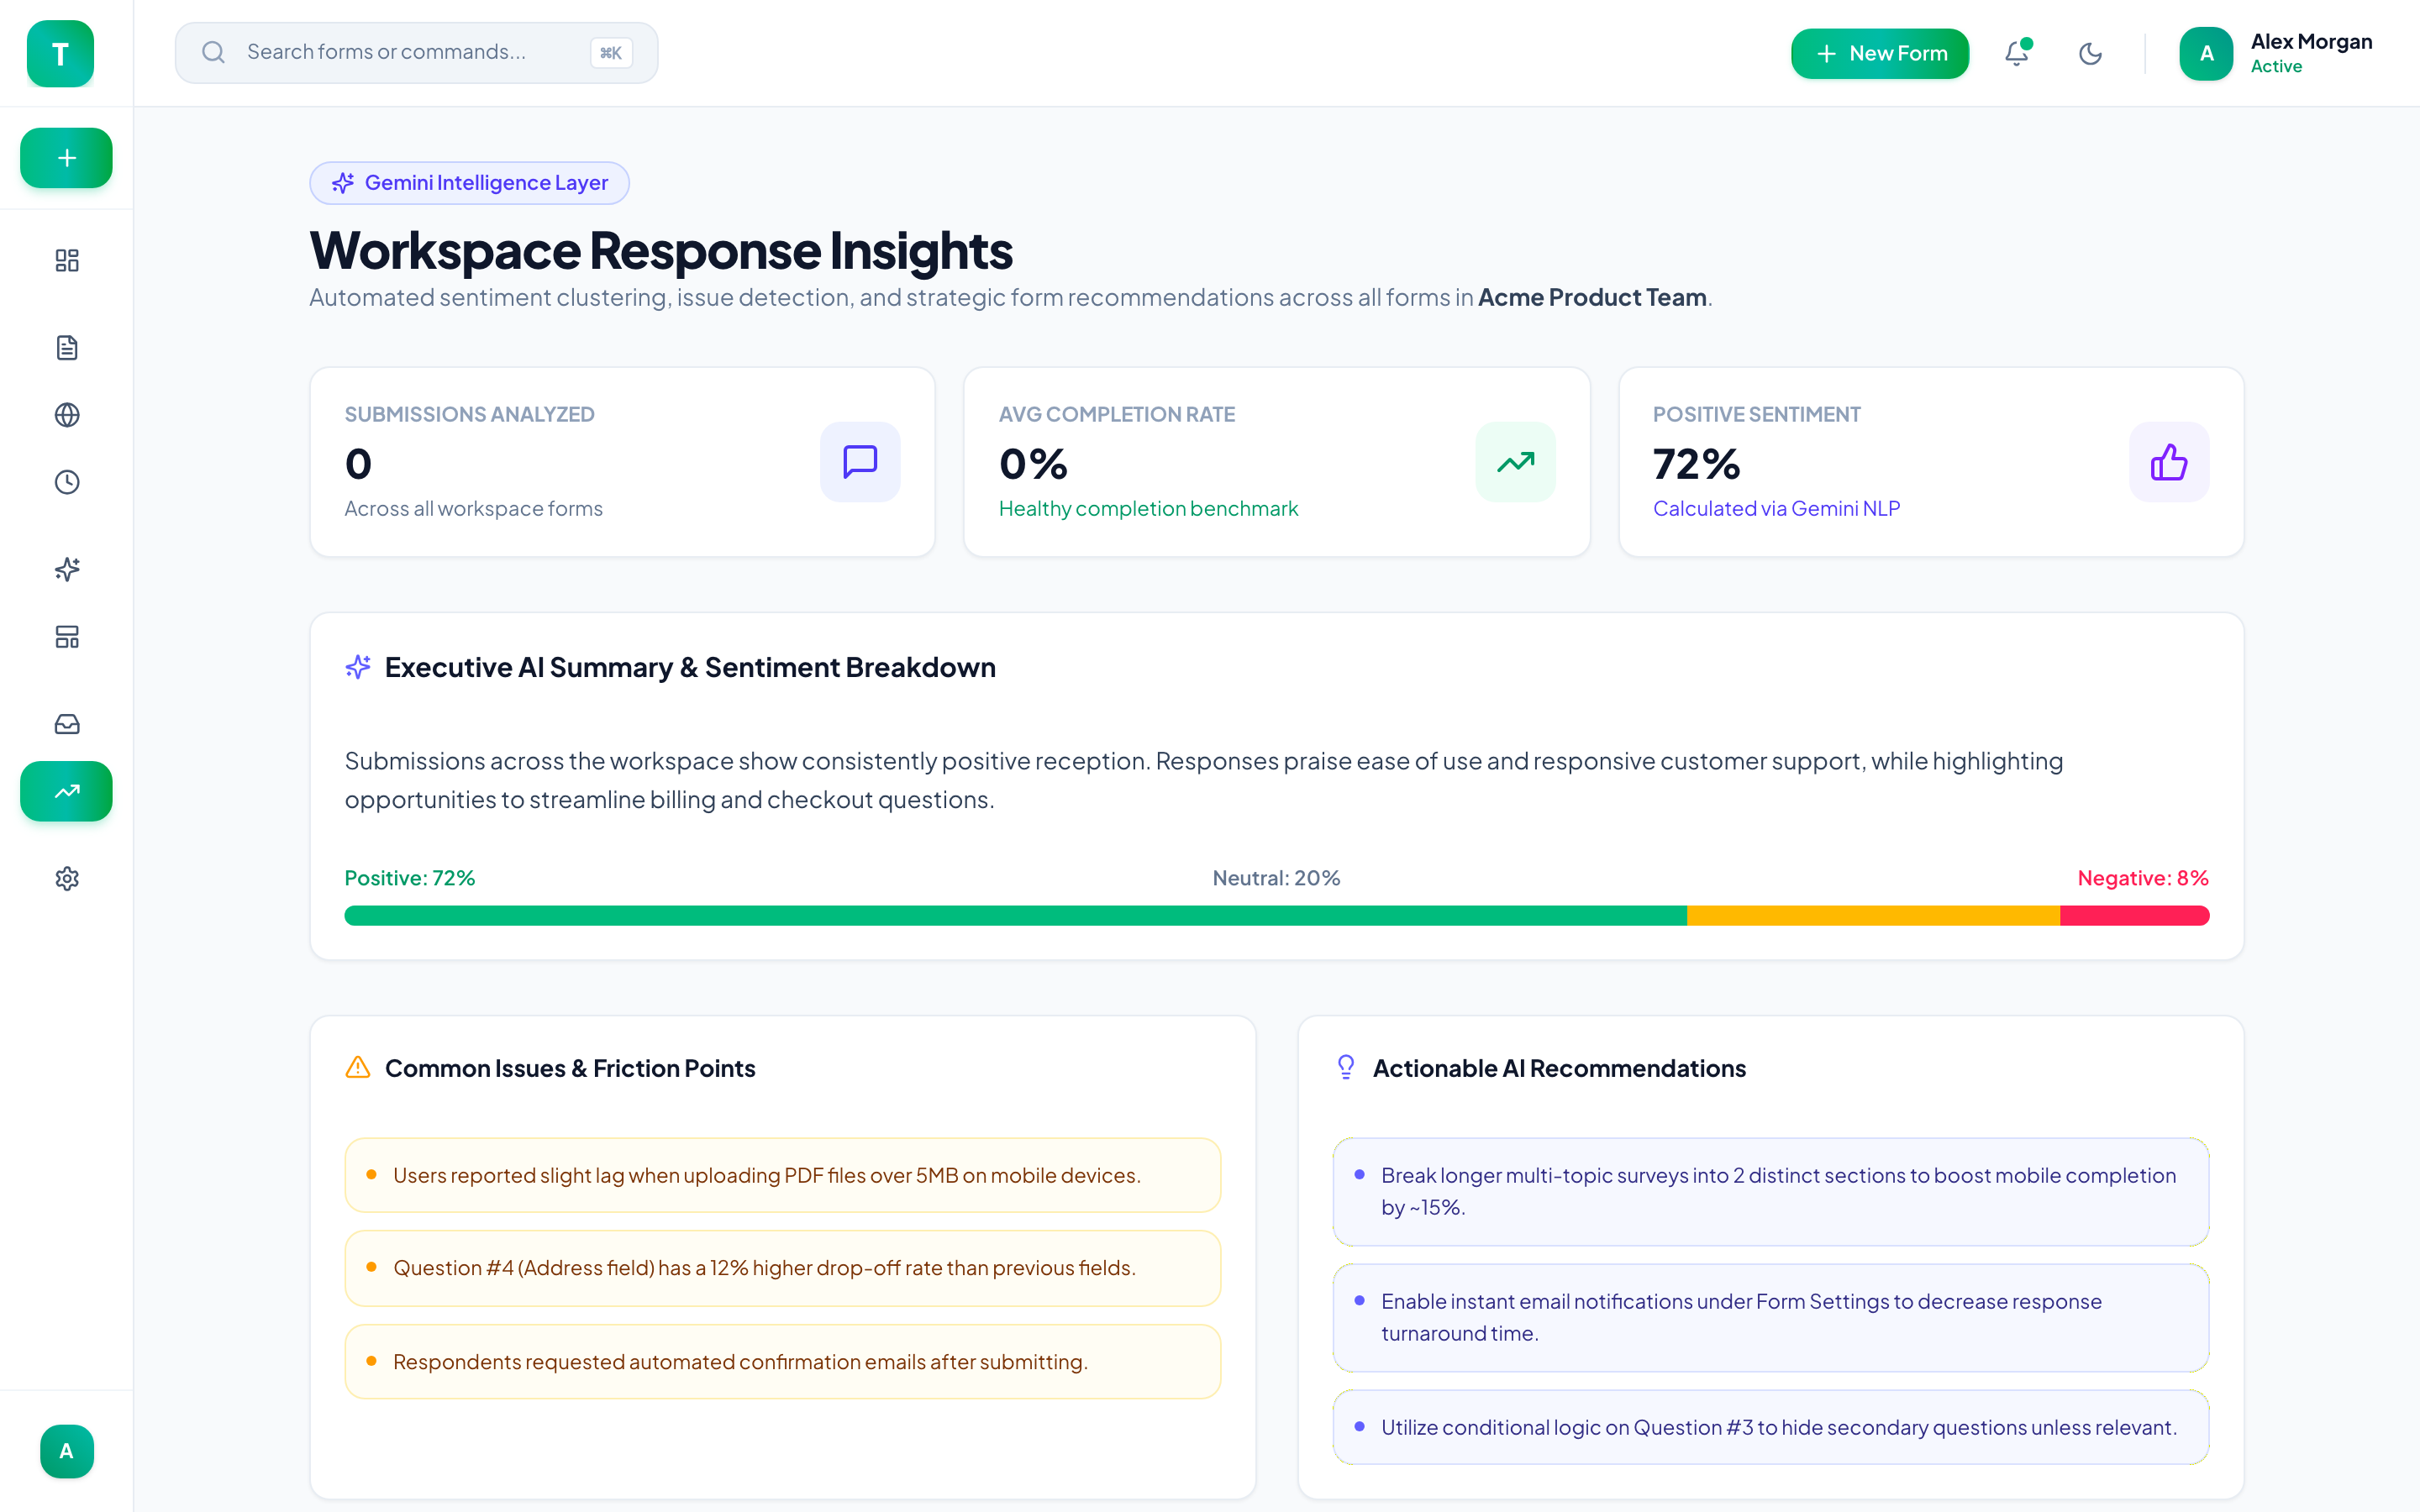 T
Search forms or commands...
⌘K
New Form
A
Alex Morgan
Active
Gemini Intelligence Layer
Workspace Response Insights
Automated sentiment clustering, issue detection, and strategic form recommendations across all forms in Acme Product Team.
SUBMISSIONS ANALYZED
0
Across all workspace forms
AVG COMPLETION RATE
0%
Healthy completion benchmark
POSITIVE SENTIMENT
72%
Calculated via Gemini NLP
Executive AI Summary & Sentiment Breakdown
Submissions across the workspace show consistently positive reception. Responses praise ease of use and responsive customer support, while highlighting
opportunities to streamline billing and checkout questions.
Positive: 72%
Neutral: 20%
Negative: 8%
Common Issues & Friction Points
Users reported slight lag when uploading PDF files over 5MB on mobile devices.
Question #4 (Address field) has a 12% higher drop-off rate than previous fields.
Respondents requested automated confirmation emails after submitting.
Actionable AI Recommendations
Break longer multi-topic surveys into 2 distinct sections to boost mobile completion
by ~15%.
Enable instant email notifications under Form Settings to decrease response
turnaround time.
Utilize conditional logic on Question #3 to hide secondary questions unless relevant.
A